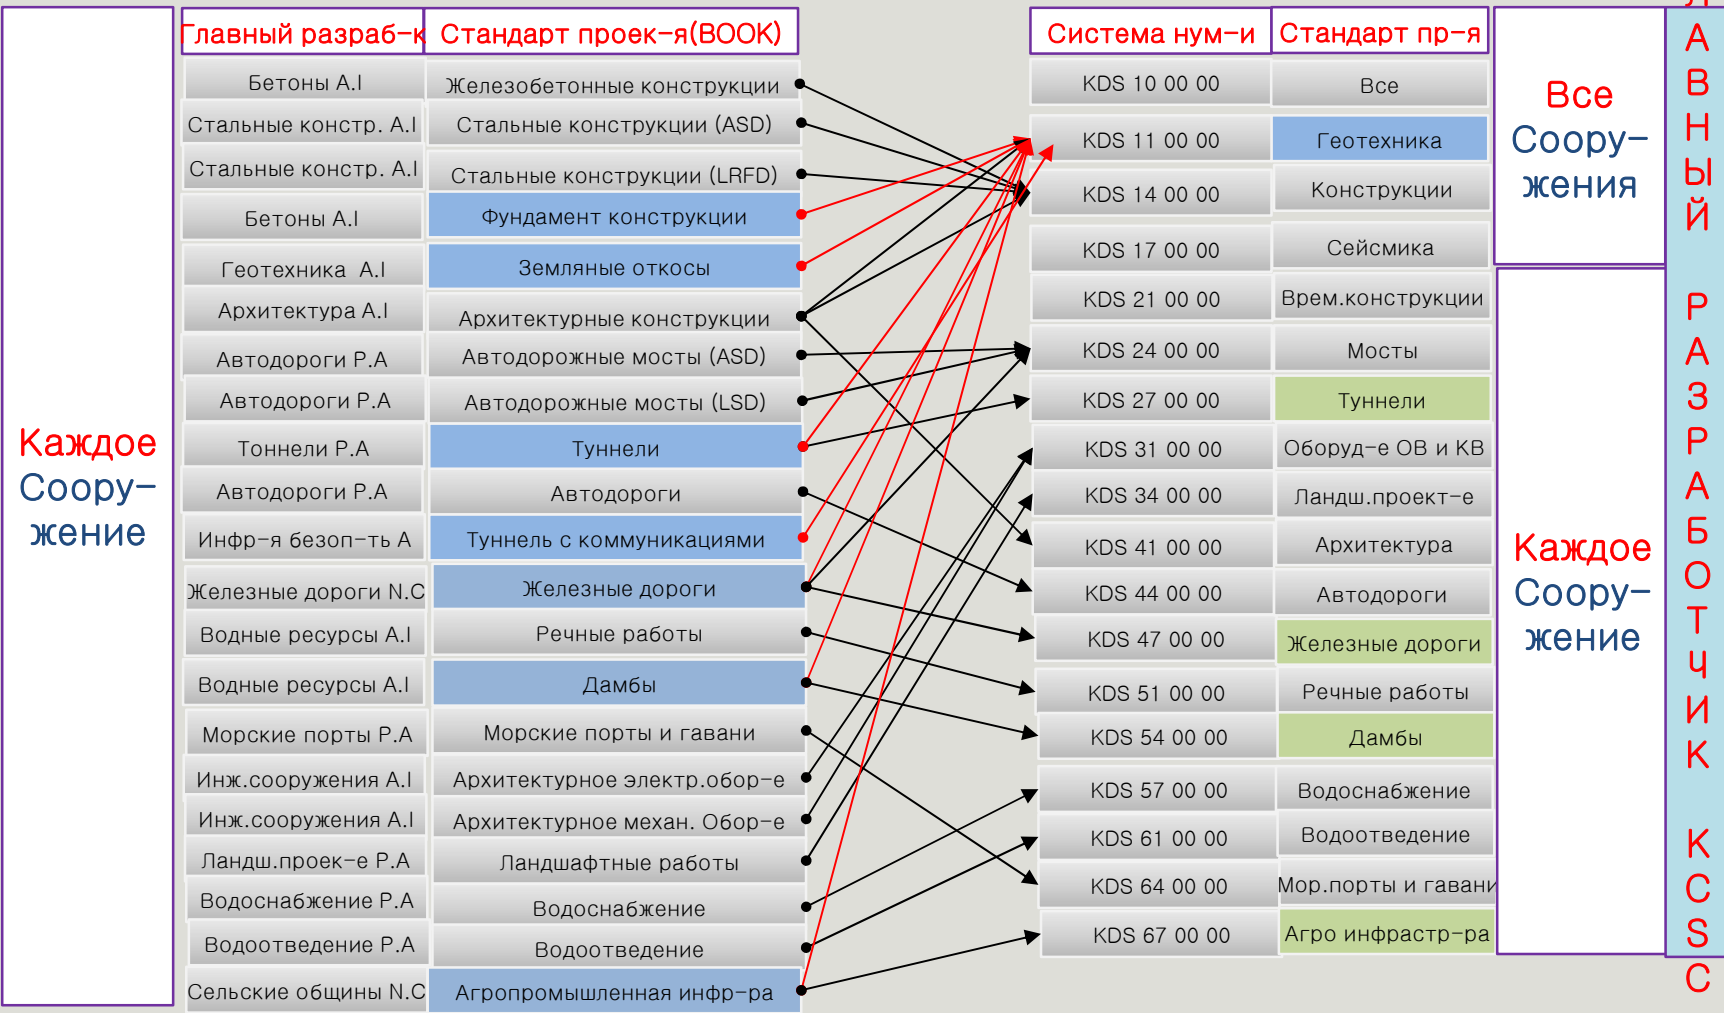 Главный разраб-к
Стандарт проек-я(BOOK)
Бетоны A.I
Железобетонные конструкции
Стальные констр. A.I
Стальные конструкции (ASD)
Стальные констр. A.I
Стальные конструкции (LRFD)
Бетоны A.I
Фундамент конструкции
Геотехника A.I
Земляные откосы
Архитектура A.I
Архитектурные конструкции
Автодороги P.A
Автодорожные мосты (ASD)
Автодороги P.A
Автодорожные мосты (LSD)
Тоннели P.A
Туннели
Автодороги P.A
Автодороги
Инфр-я безоп-ть A
Туннель с коммуникациями
Железные дороги N.C
Железные дороги
Водные ресурсы A.I
Речные работы
Водные ресурсы A.I
Дамбы
Морские порты P.A
Морские порты и гавани
Инж.сооружения A.I
Архитектурное электр.обор-е
Инж.сооружения A.I
Архитектурное механ. Обор-е
Ландш.проек-е P.A
Ландшафтные работы
Водоснабжение P.A
Водоснабжение
Водоотведение P.A
Водоотведение
Сельские общины N.C
Агропромышленная инфр-ра
Каждое
Соору-
жение
Система нум-и
Стандарт пр-я
KDS 10 00 00
Все
KDS 11 00 00
Геотехника
KDS 14 00 00
Конструкции
KDS 17 00 00
Сейсмика
KDS 21 00 00
Врем.конструкции
KDS 24 00 00
Мосты
KDS 27 00 00
Туннели
KDS 31 00 00
Оборуд-е ОВ и КВ
KDS 34 00 00
Ландш.проект-е
KDS 41 00 00
Архитектура
KDS 44 00 00
Автодороги
KDS 47 00 00
Железные дороги
KDS 51 00 00
Речные работы
KDS 54 00 00
Дамбы
KDS 57 00 00
Водоснабжение
KDS 61 00 00
Водоотведение
KDS 64 00 00
Мор.порты и гавани
KDS 67 00 00
Агро инфрастр-ра
Все
Соору-
жения
Каждое
Соору-
жение
Л
А
В
Н
Ы
Й
Р
А
З
Р
А
Б
О
Т
Ч
И
К
K
C
S
C